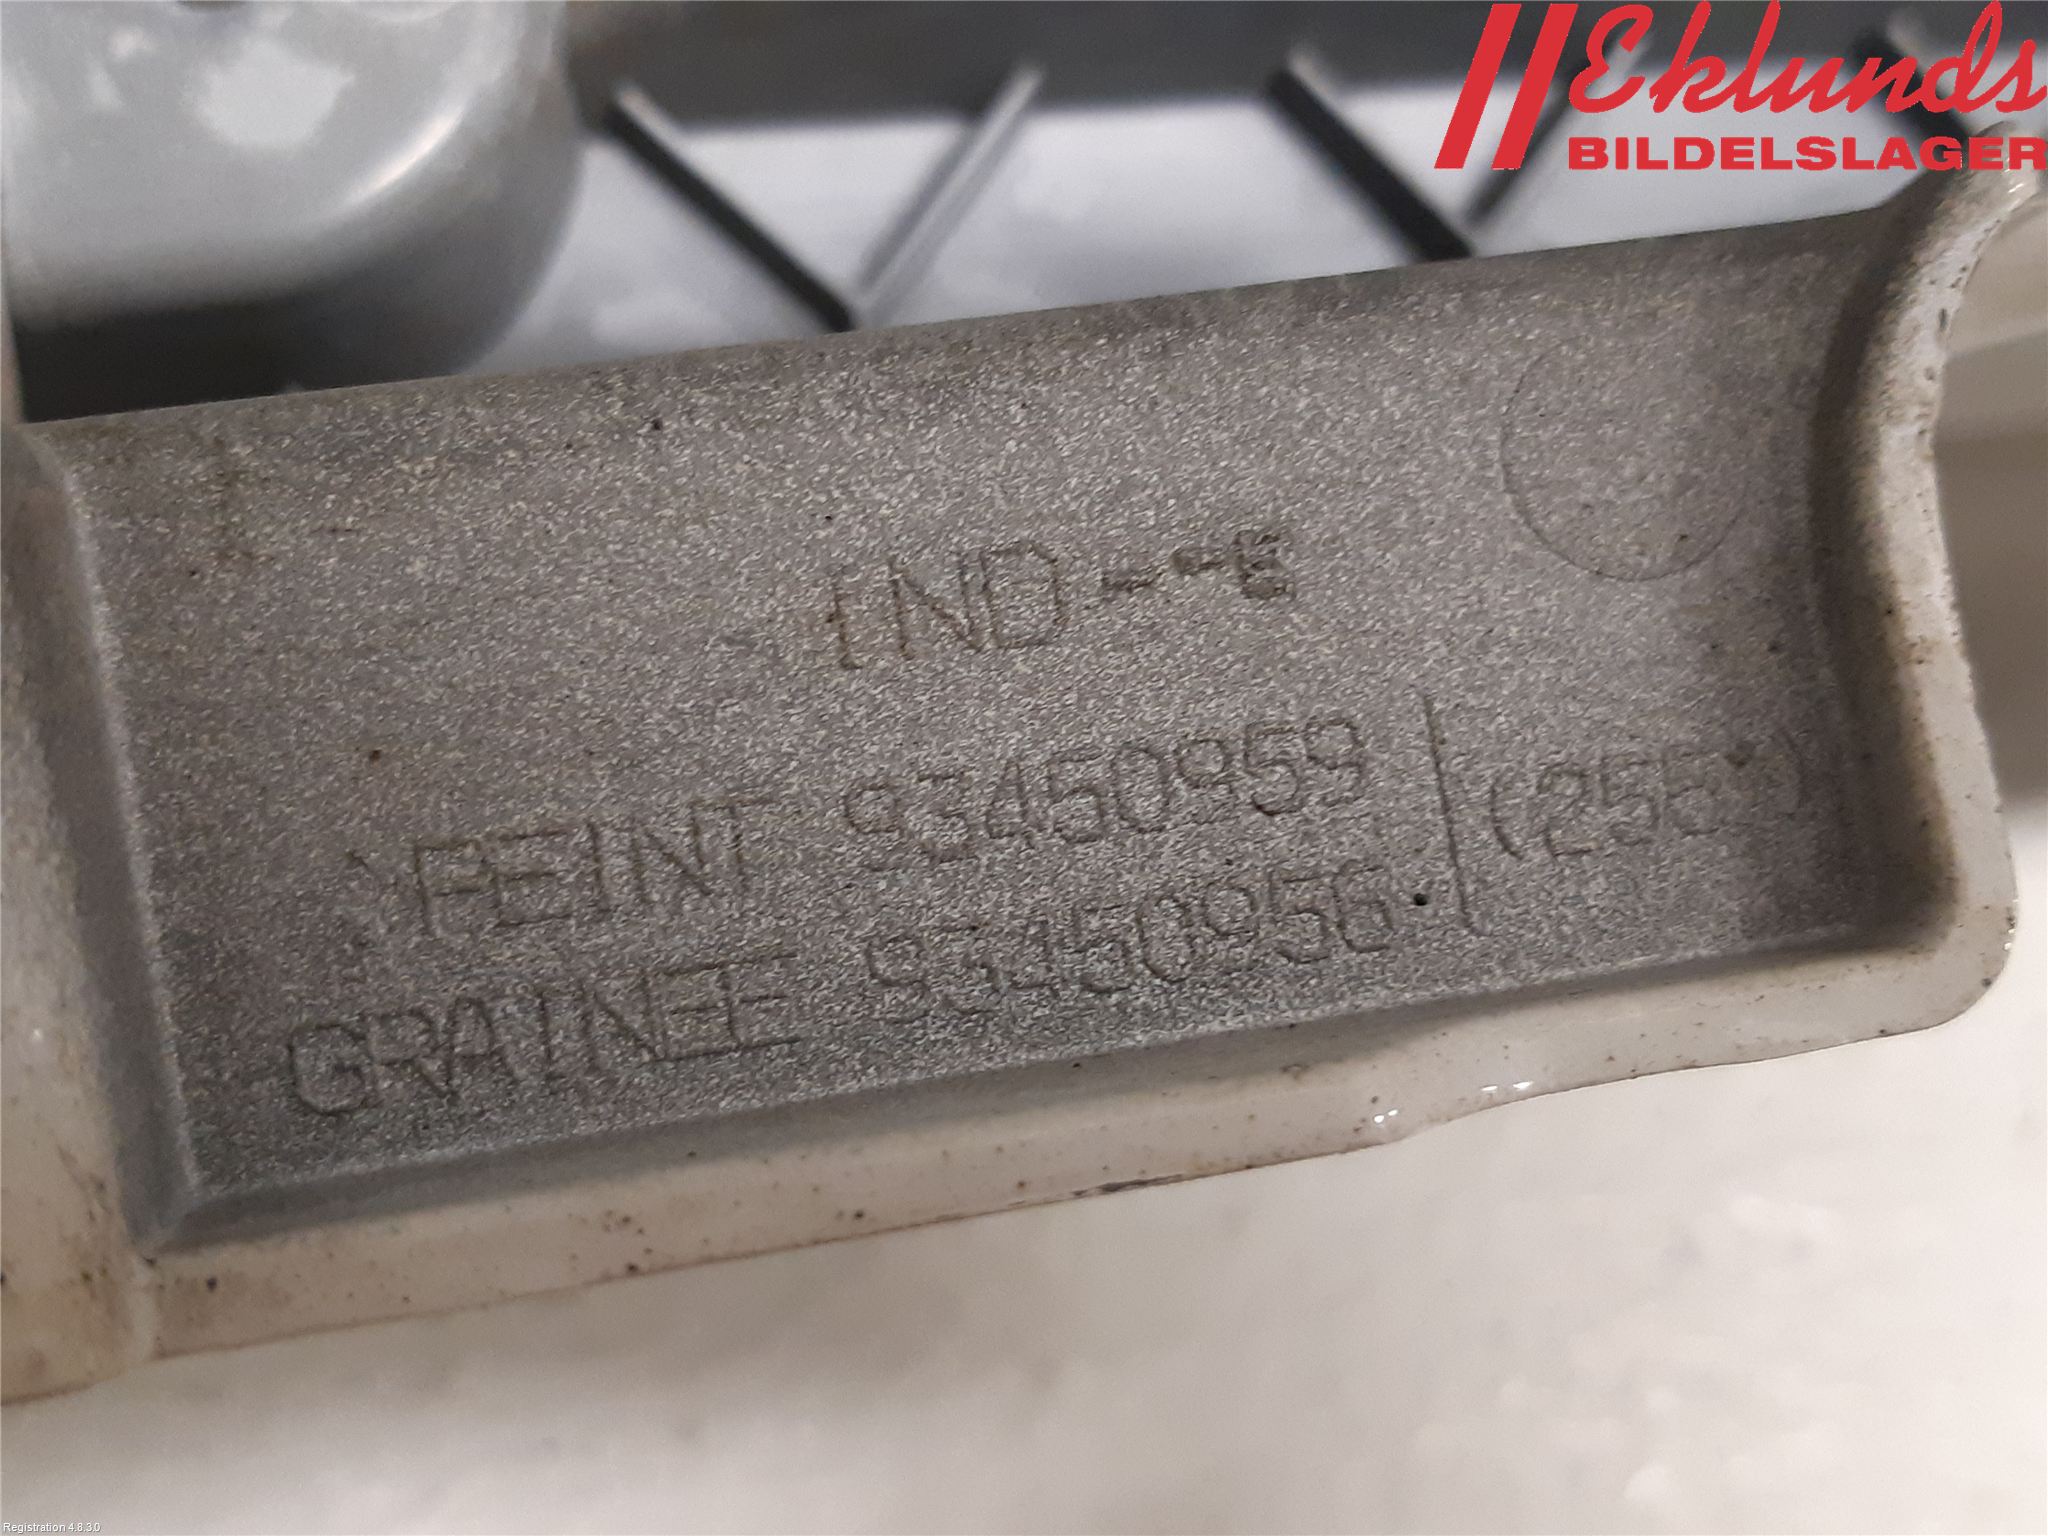 Eklunds
BILDELSLAGER
IND--
PEINT 93450959
GRAINEE 93450956
Registration 4.8.3.0